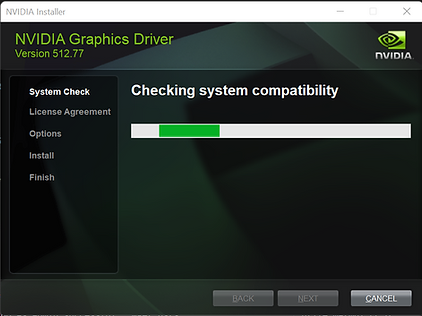 NVIDIA Installer
NVIDIA Graphics Driver
Version 512.77
NVIDIA.
System Check
License Agreement
Options
Install
Finish
Checking system compatibility
BACK
NEXT
CANCEL